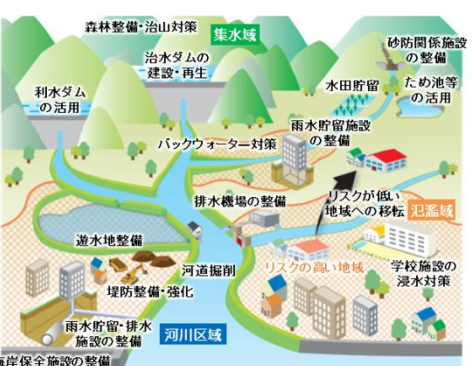 森林整備・治山対策
集水域
砂防関係施設
の整備
治水ダムの
建設・再生
利水ダム
の活用
水田貯留
ため池等
の活用
雨水貯留施設
の整備
バックウォーター対策
排水機場の整備
リスクが低い
地域への移転
氾濫域
遊水地整備
河道掘削
リスクの高い地域
学校施設の
浸水対策
堤防整備・強化
雨水貯留・排水
施設の整備
河川区域
海岸保全施設の整備